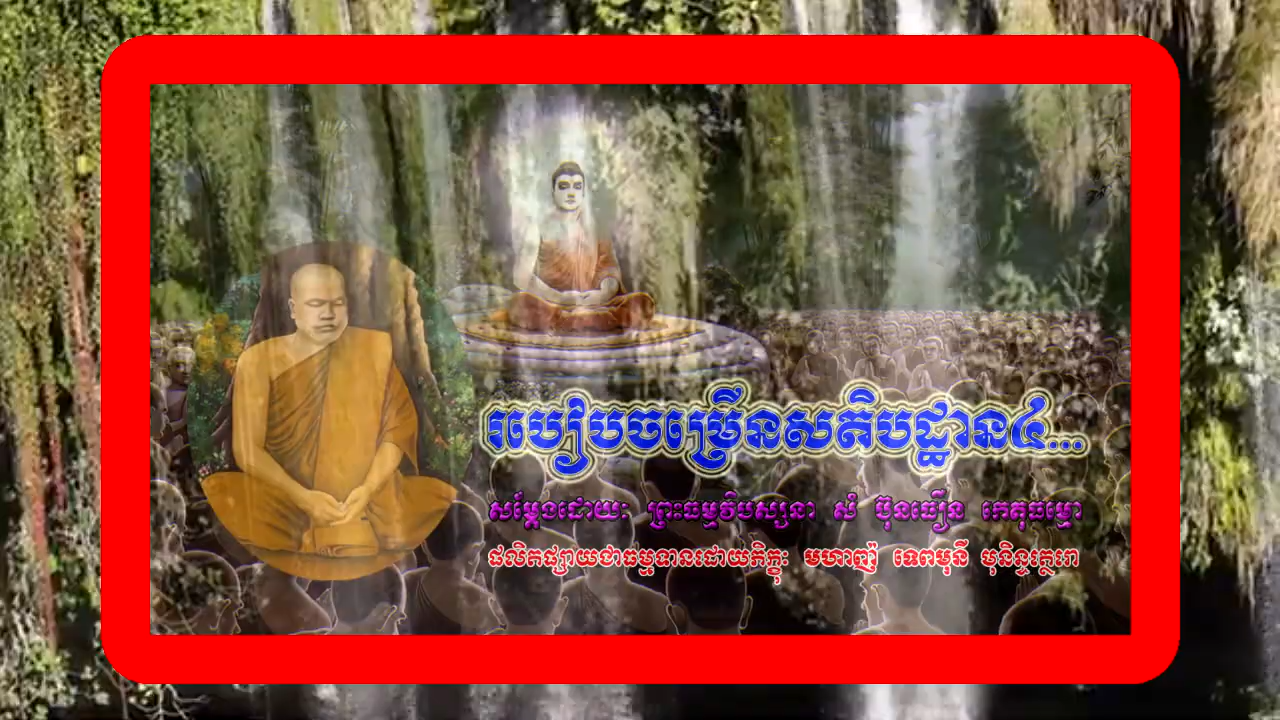 របៀបចម្រើនសតិបដ្ឋាន៤...
សម្តែងដោយៈ ព្រះធម្មវិបស្សនា សំ ប៊ុនធឿន កេតុធម្មោ
ផលិតផ្សាយជាធម្មទានដោយភិក្ខុៈ មហាញ៉ ទេពមុនី មុនិន្ទត្ថេរោ